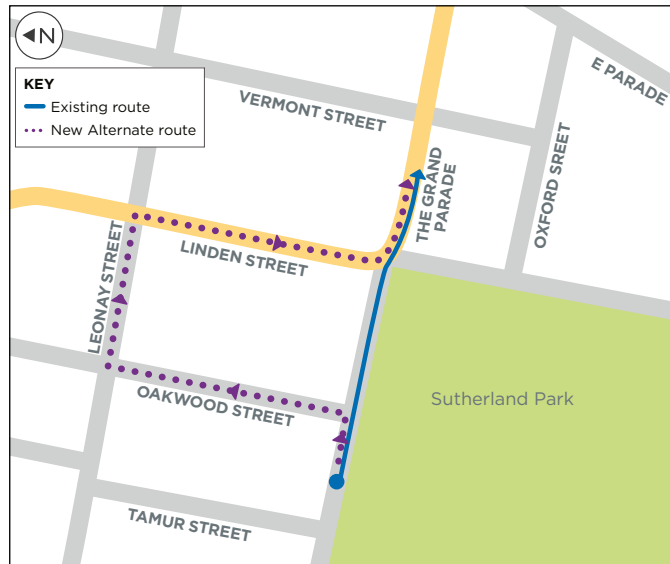 N
KEY
Existing route
New Alternate route
E PARADE
VERMONT STREET
THE GRAND
PARADE
OXFORD SREET
LINDEN STREET
LEONAY STREET
Sutherland Park
OAKWOOD STREET
TAMUR STREET